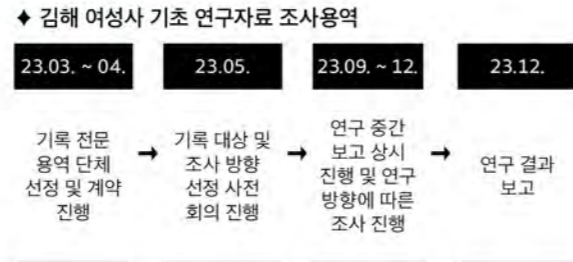 ♦ 김해 여성사 기초 연구자료 조사용역
23.03. ~ 04.
기록 전문
용역 단체
선정 및 계약
진행
→
23.05.
기록 대상 및
조사 방향
선정 사전
회의 진행
→
23.09. ~ 12.
연구 중간
보고 상시
진행 및 연구
방향에 따른
조사 진행
→
23.12.
연구 결과
보고